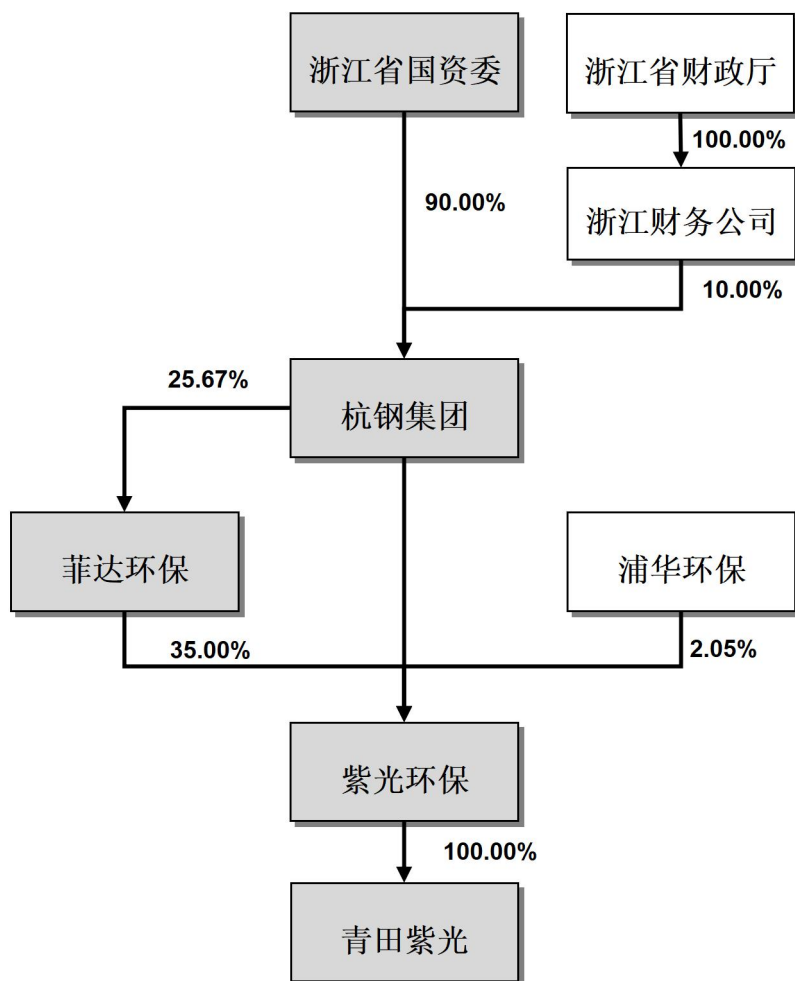 浙江省国资委
浙江省财政厅
100.00%
90.00%
浙江财务公司
10.00%
25.67%
杭钢集团
菲达环保
浦华环保
35.00%
2.05%
紫光环保
100.00%
青田紫光